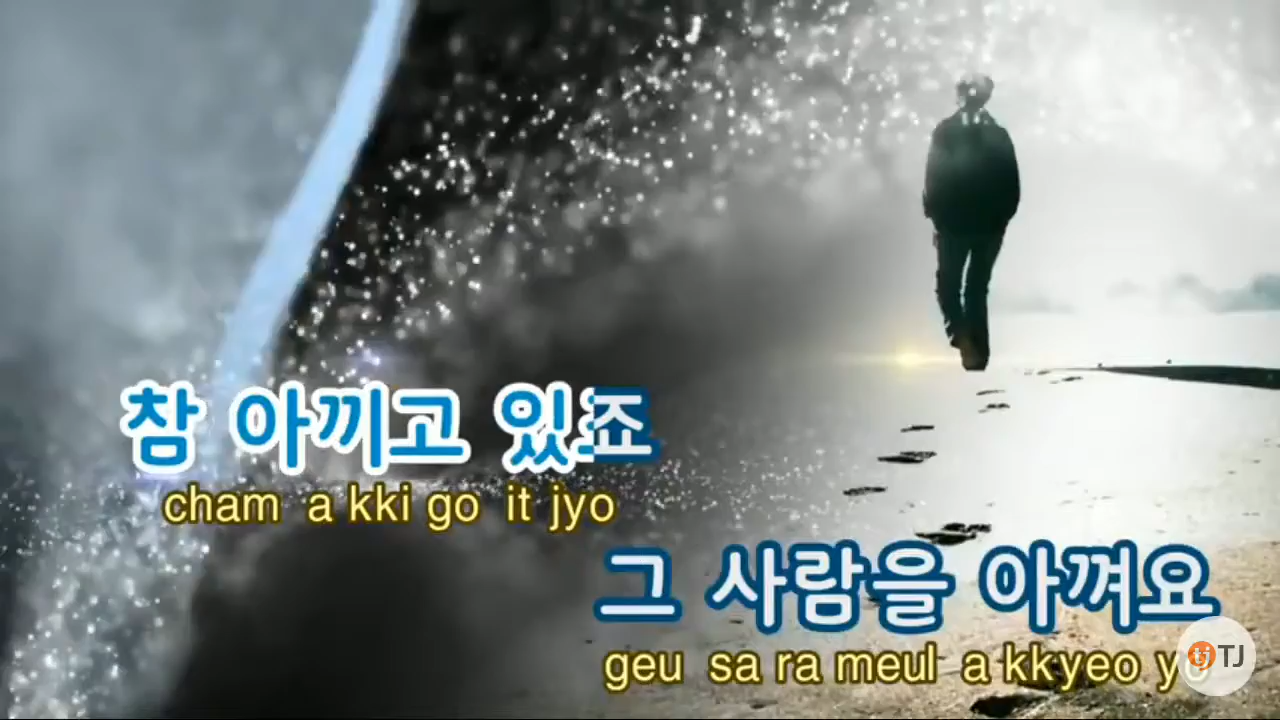 참 아끼고 있죠
cham a kki go it jyo
그 사람을 아껴요
geu sa ra meul a kkyeo yo
tj TJ